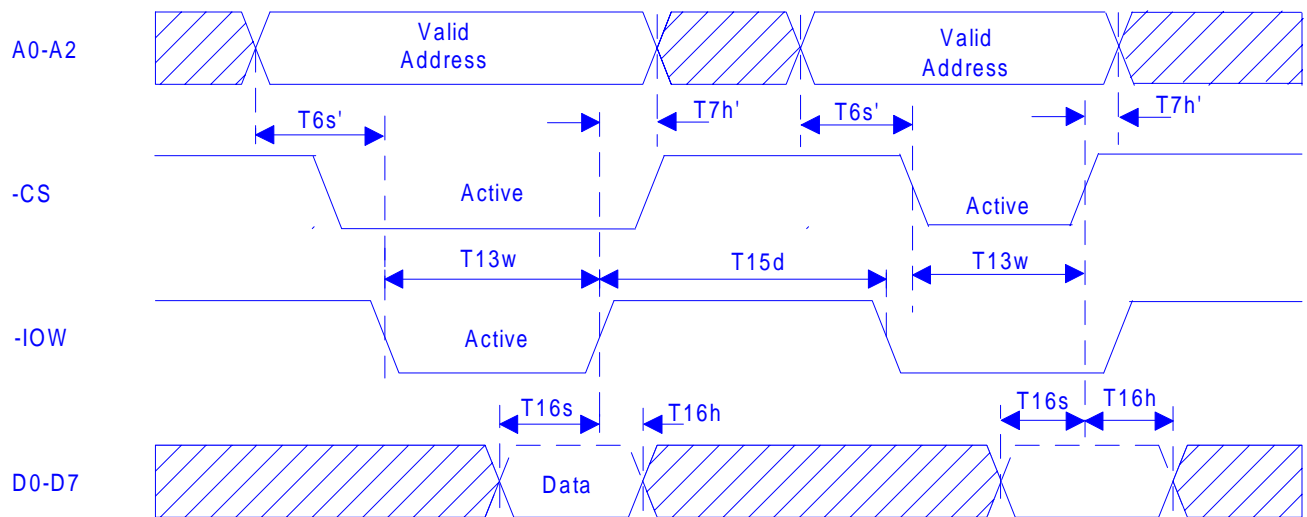 A0-A2
Valid
Address
Valid
Address
T6s'
T7h'
T6s'
T7h'
-CS
Active
Active
T13w
T15d
T13w
-IOW
Active
T16s
T16h
T16s
T16h
D0-D7
Data